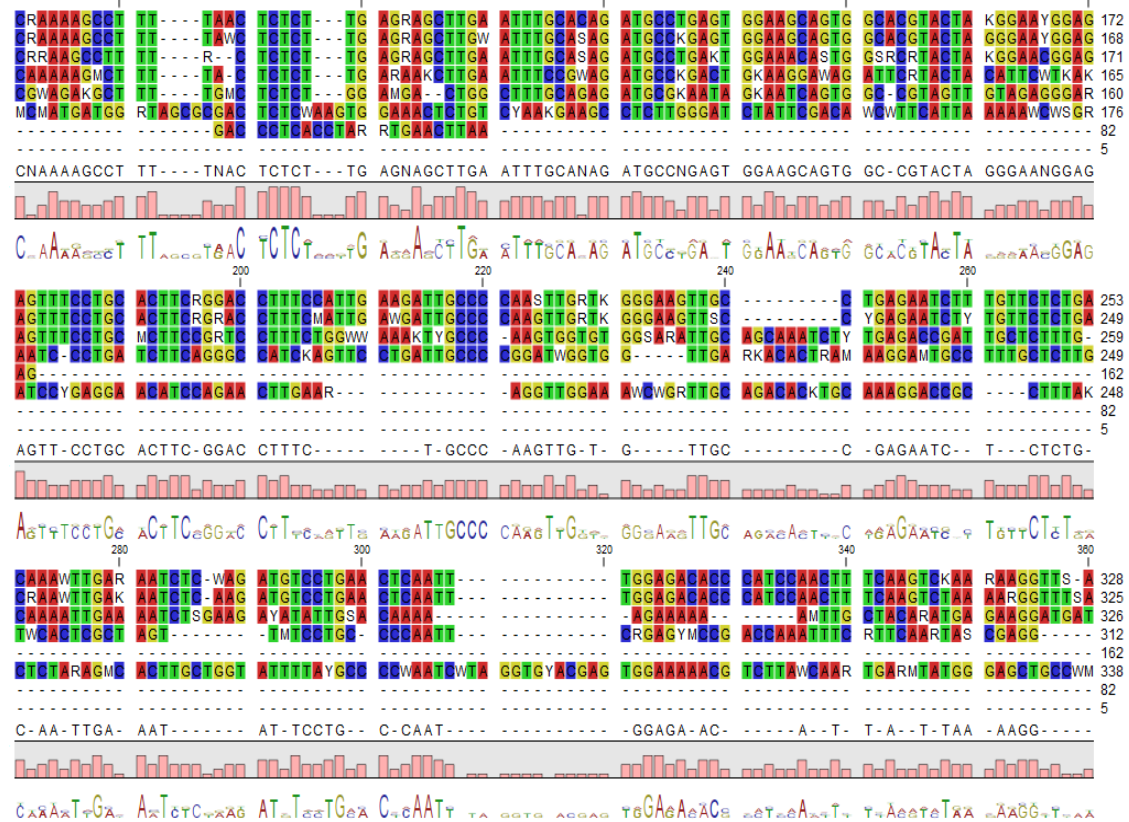 CRAAAAGCCT TT----TAAC TCTCT---TG AGRAGCTTGA ATTTGCACAG ATGCCTGAGT GGAAGCAGTG GCACGTACTA KGGAAYGGAG 172
CRAAAAGCCT TT----TAWC TCTCT---TG AGRAGCTTGW ATTTGCASAG ATGCCKGAGT GGAAGCAGTG GCACGTACTA KGGAAYGGAG 168
CRRAAGCCTT TT----R--C TCTCT---TG AGRAGCTTGA ATTTGCASAG ATGCCTGAKT GGAAACASTG GSRCRTACTA KGGAACGGAG 171
CAAAAAGMCT TT----TA-C TCTCT---TG ARAAKCTTGA ATTTCCGWAG ATGCCKGACT GKAAGGAWAG ATTCRTACTA CATTCWTKAK 165
CGWAGAKGCT TT----TGMC TCTCT---GG AMGA--CTGG CTTTGCAGAG ATGCGKAATA GKAATCAGTG GC-CRTAGTT GTAGAGGGAR 160
MCMATGATGG RTAGCGCGAC TCTCWAAGTG GAAACTCTGT CYAAKGAAGC CTCTTGGGAT CTATTCGACA WCWTTCATTA AAAAWCWSGR 176
---------- -------GAC CCTCACCTAR RTGAACTTAA ---------- ---------- ---------- ---------- ---------- 82
---------- ---------- ---------- ---------- ---------- ---------- ---------- ---------- ---------- 5
CNAAAAGCCT TT----TNAC TCTCT---TG AGNAGCTTGA ATTTGCANAG ATGCCNGAGT GGAAGCAGTG GC-CGTACTA GGGAANGGAG
200 220 240 260
AGTTTCCTGC ACTTCRGGAC CTTTCCATTG AAGATTGCCC CAASTTGRTK GGGAAGTTGC ---------C TGAGAATCTT TGTTCTCTGA 253
AGTTTCCTGC ACTTCRGRAC CTTTCMATTG AWGATTGCCC CAAGTTGRTK GGGAAGTTSC ---------C YGAGAATCTY TGTTCTCTGA 249
AGTTTCCTGC MCTTCCGRTC CTTTCTGGWW AAAKTYGCCC -AAGTGGTGT GGSARATTGC AGCAAATCTY TGAGACCGAT TGCTCTTTG- 259
AATC-CCTGA TCTTCAGGGC CATCKAGTTC CTGATTGCCC CGGATWGGTG G-----TTGA RKACACTRAM AAGGAMTGCC TTTGCTCTTG 249
AG-------- ---------- ---------- ---------- ---------- ---------- ---------- ---------- ---------- 162
ATCCYGAGGA ACATCCAGAA CTTGAAR--- ---------- -AGGTTGGAA AWCWGRTTGC AGACACKTGC AAAGGACCGC ----CTTTAK 248
---------- ---------- ---------- ---------- ---------- ---------- ---------- ---------- ---------- 82
---------- ---------- ---------- ---------- ---------- ---------- ---------- ---------- ---------- 5
AGTT-CCTGC ACTTC-GGAC CTTTC----- ----T-GCCC -AAGTTG-T- G-----TTGC ---------C -GAGAATC-- T---CTCTG-
280 300 320 340 360
CAAAWTTGAR AATCTC-WAG ATGTCCTGAA CTCAATT--- ---------- TGGAGACACC CATCCAACTT TCAAGTCKAA RAAGGTTS-A 328
CRAAWTTGAK AATCTC-AAG ATGTCCTGAA CTCAATT--- ---------- TGGAGACACC CATCCAACTT TCAAGTCTAA AARGGTTTSA 325
CAAAATTGAA AATCTSGAAG AYATATTGSA CAAAA----- ---------- -AGAAAAA-- -----AMTTG CTACARATGA GAAGGATGAT 326
TWCACTCGCT AGT------- -TMTCCTGC- CCCAATT--- ---------- CRGAGYMCCG ACCAAATTTC RTTCAARTAS CGAGG----- 312
---------- ---------- ---------- ---------- ---------- ---------- ---------- ---------- ---------- 162
CTCTARAGMC ACTTGCTGGT ATTTTTAYGCC CCWAATCWTA GGTGYACGAG TGGAAAAACG TCTTAWCAAR TGARMTATGG GAGCTGCCWM 338
---------- ---------- ---------- ---------- ---------- ---------- ---------- ---------- ---------- 82
---------- ---------- ---------- ---------- ---------- ---------- ---------- ---------- ---------- 5
C-AA-TTGA- AAT------- AT-TCCTG-- C-CAAT---- ---------- -GGAGA-AC- -----A--T- T-A--T-TAA -AAGG-----